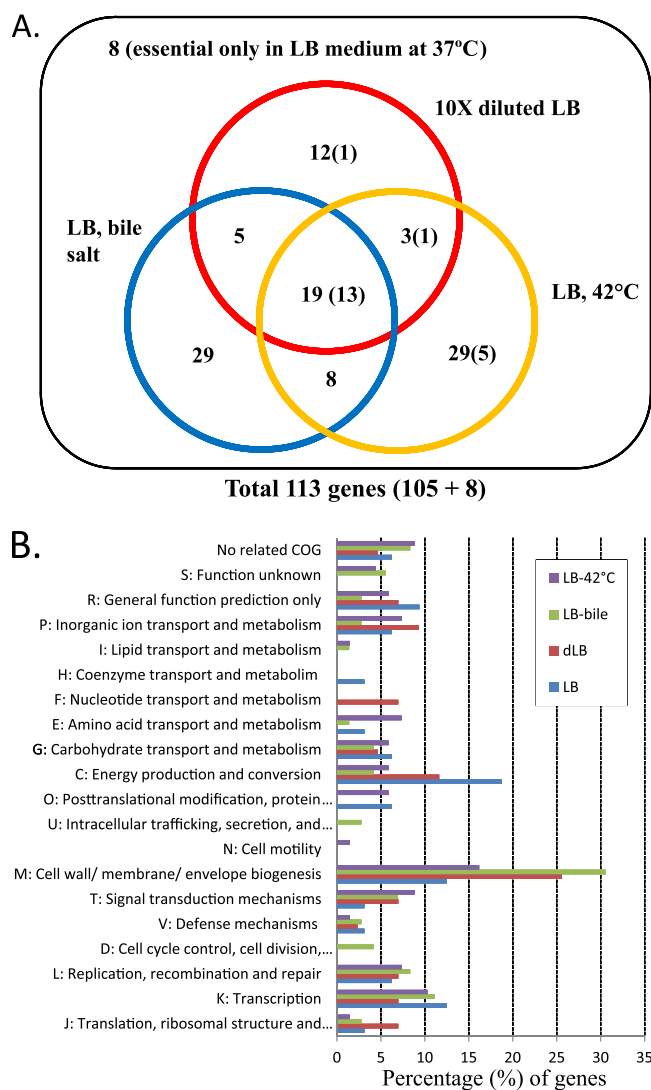 A.
8 (essential only in LB medium at 37ºC)
10X diluted LB
12(1)
LB, bile
salt
5
3(1)
LB, 42°C
19 (13)
29
29(5)
8
Total 113 genes (105 + 8)
B.
No related COG
S: Function unknown
R: General function prediction only
P: Inorganic ion transport and metabolism
I: Lipid transport and metabolism
H: Coenzyme transport and metabolim
F: Nucleotide transport and metabolism
E: Amino acid transport and metabolism
G: Carbohydrate transport and metabolism
C: Energy production and conversion
O: Posttranslational modification, protein...
U: Intracellular trafficking, secretion, and...
N: Cell motility
M: Cell wall/ membrane/ envelope biogenesis
T: Signal transduction mechanisms
V: Defense mechanisms
D: Cell cycle control, cell division,...
L: Replication, recombination and repair
K: Transcription
J: Translation, ribosomal structure and...
LB-42°C
LB-bile
dLB
LB
0 5 10 15 20 25 30 35
Percentage (%) of genes